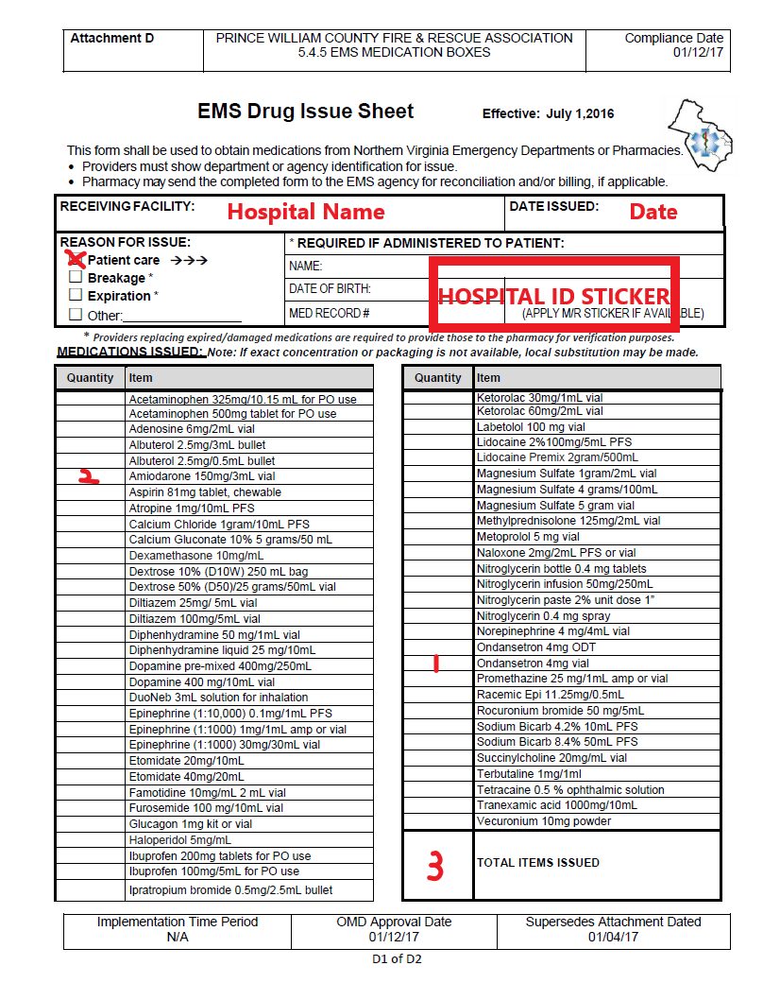 Attachment D
PRINCE WILLIAM COUNTY FIRE & RESCUE ASSOCIATION
5.4.5 EMS MEDICATION BOXES
Compliance Date
01/12/17
EMS Drug Issue Sheet
Effective: July 1,2016
This form shall be used to obtain medications from Northern Virginia Emergency Departments or Pharmacies.
• Providers must show department or agency identification for issue.
• Pharmacy may send the completed form to the EMS agency for reconciliation and/or billing, if applicable.
RECEIVING FACILITY: Hospital Name
DATE ISSUED: Date
REASON FOR ISSUE:
☒ Patient care →→→
☐ Breakage *
☐ Expiration *
☐ Other:
* REQUIRED IF ADMINISTERED TO PATIENT:
NAME:
DATE OF BIRTH:
MED RECORD #
HOSPITAL ID STICKER
(APPLY M/R STICKER IF AVAILABLE)
* Providers replacing expired/damaged medications are required to provide those to the pharmacy for verification purposes.
MEDICATIONS ISSUED: Note: If exact concentration or packaging is not available, local substitution may be made.
Quantity Item
Acetaminophen 325mg/10.15 mL for PO use
Acetaminophen 500mg tablet for PO use
Adenosine 6mg/2mL vial
Albuterol 2.5mg/3mL bullet
Albuterol 2.5mg/0.5mL bullet
2 Amiodarone 150mg/3mL vial
Aspirin 81mg tablet, chewable
Atropine 1mg/10mL PFS
Calcium Chloride 1gram/10mL PFS
Calcium Gluconate 10% 5 grams/50 mL
Dexamethasone 10mg/mL
Dextrose 10% (D10W) 250 mL bag
Dextrose 50% (D50)/25 grams/50mL vial
Diltiazem 25mg/ 5mL vial
Diltiazem 100mg/5mL vial
Diphenhydramine 50 mg/1mL vial
Diphenhydramine liquid 25 mg/10mL
Dopamine pre-mixed 400mg/250mL
Dopamine 400 mg/10mL vial
DuoNeb 3mL solution for inhalation
Epinephrine (1:10,000) 0.1mg/1mL PFS
Epinephrine (1:1000) 1mg/1mL amp or vial
Epinephrine (1:1000) 30mg/30mL vial
Etomidate 20mg/10mL
Etomidate 40mg/20mL
Famotidine 10mg/mL 2 mL vial
Furosemide 100 mg/10mL vial
Glucagon 1mg kit or vial
Haloperidol 5mg/mL
Ibuprofen 200mg tablets for PO use
Ibuprofen 100mg/5mL for PO use
Ipratropium bromide 0.5mg/2.5mL bullet
Quantity Item
Ketorolac 30mg/1mL vial
Ketorolac 60mg/2mL vial
Labetolol 100 mg vial
Lidocaine 2%100mg/5mL PFS
Lidocaine Premix 2gram/500mL
Magnesium Sulfate 1gram/2mL vial
Magnesium Sulfate 4 grams/100mL
Magnesium Sulfate 5 gram vial
Methylprednisolone 125mg/2mL vial
Metoprolol 5 mg vial
Naloxone 2mg/2mL PFS or vial
Nitroglycerin bottle 0.4 mg tablets
Nitroglycerin infusion 50mg/250mL
Nitroglycerin paste 2% unit dose 1”
Nitroglycerin 0.4 mg spray
Norepinephrine 4 mg/4mL vial
Ondansetron 4mg ODT
1 Ondansetron 4mg vial
Promethazine 25 mg/1mL amp or vial
Racemic Epi 11.25mg/0.5mL
Rocuronium bromide 50 mg/5mL
Sodium Bicarb 4.2% 10mL PFS
Sodium Bicarb 8.4% 50mL PFS
Succinylcholine 20mg/mL vial
Terbutaline 1mg/1ml
Tetracaine 0.5 % ophthalmic solution
Tranexamic acid 1000mg/10mL
Vecuronium 10mg powder
3 TOTAL ITEMS ISSUED
Implementation Time Period
N/A
OMD Approval Date
01/12/17
Supersedes Attachment Dated
01/04/17
D1 of D2